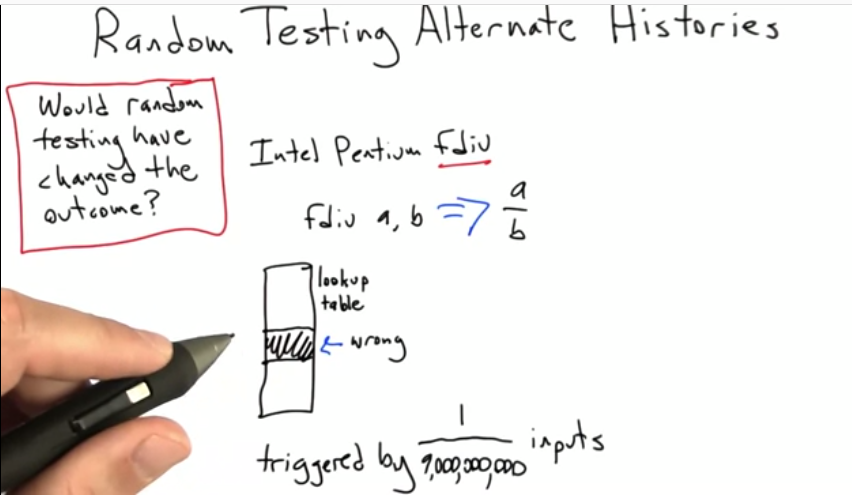 Random Testing Alternate Histories
Would random
testing have
changed the
outcome?
Intel Pentium fdiv
fdiv a, b ⇒ a/b
lookup
table
← wrong
triggered by 1/9,000,000,000 inputs